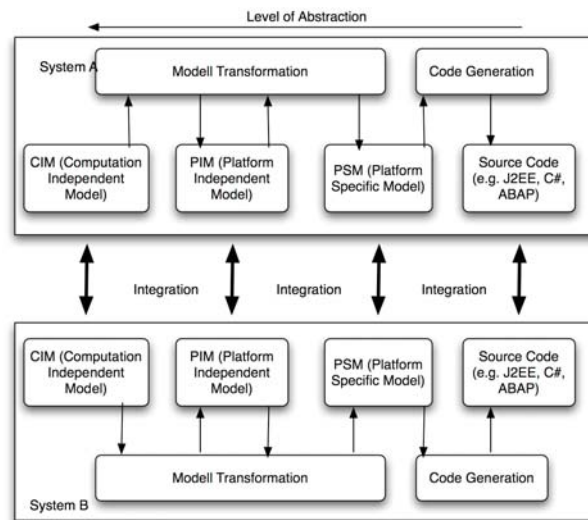 Level of Abstraction
System A
Modell Transformation
Code Generation
CIM (Computation
Independent
Model)
PIM (Platform
Independent
Model)
PSM (Platform
Specific Model)
Source Code
(e.g. J2EE, C#,
ABAP)
Integration
Integration
Integration
CIM (Computation
Independent
Model)
PIM (Platform
Independent
Model)
PSM (Platform
Specific Model)
Source Code
(e.g. J2EE, C#,
ABAP)
Modell Transformation
Code Generation
System B